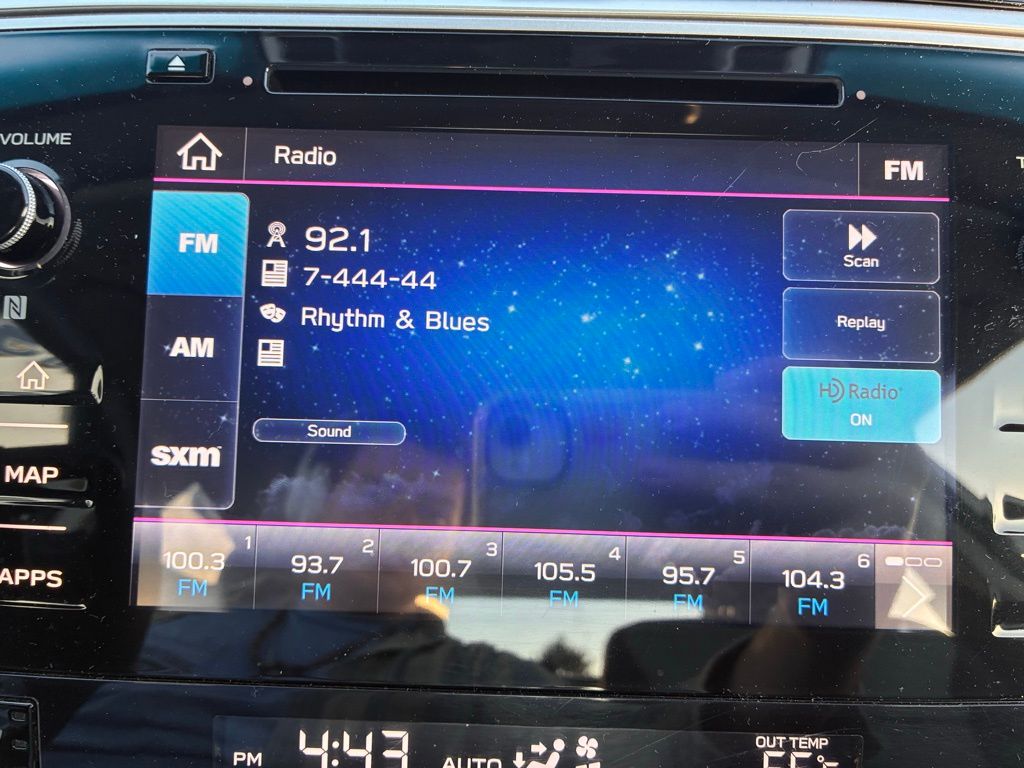 VOLUME
Radio
FM
FM
92.1
7-444-44
Rhythm & Blues
Scan
Replay
HD Radio
ON
AM
sxm
Sound
MAP
APPS
1
100.3
FM
2
93.7
FM
3
100.7
FM
4
105.5
FM
5
95.7
FM
6
104.3
FM
PM 4:43
AUTO
OUT TEMP